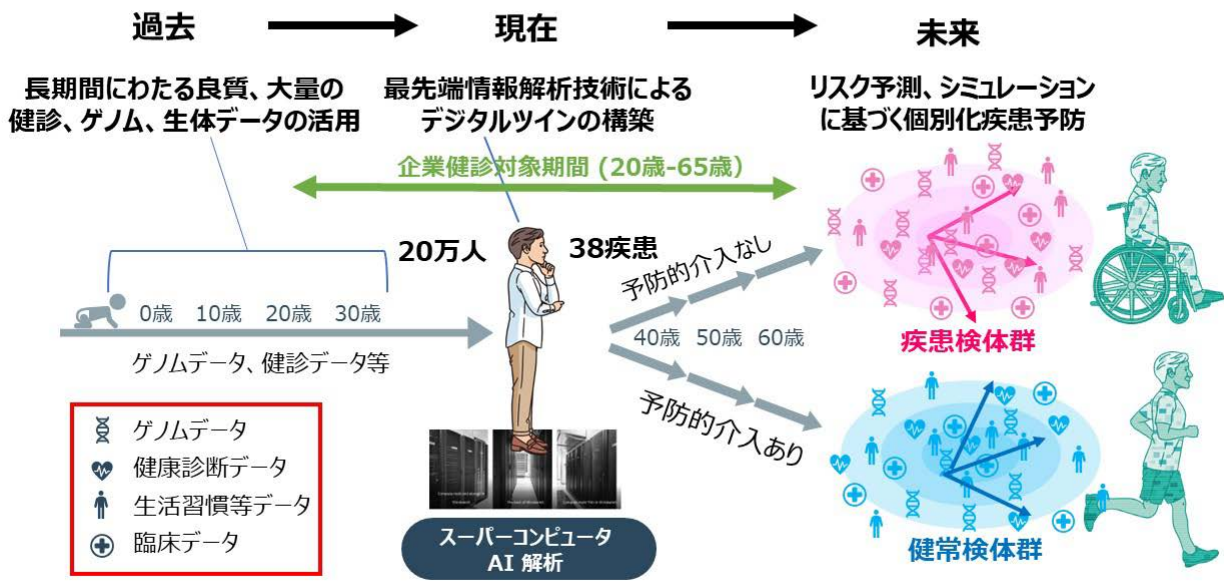 過去
現在
未来
長期間にわたる良質、大量の
健診、ゲノム、生体データの活用
最先端情報解析技術による
デジタルツインの構築
リスク予測、シミュレーション
に基づく個別化疾患予防
企業健診対象期間 (20歳-65歳)
20万人
38疾患
予防的介入なし
0歳
10歳
20歳
30歳
40歳
50歳
60歳
疾患検体群
ゲノムデータ、健診データ等
予防的介入あり
ゲノムデータ
健康診断データ
生活習慣等データ
臨床データ
スーパーコンピュータ
AI 解析
健常検体群